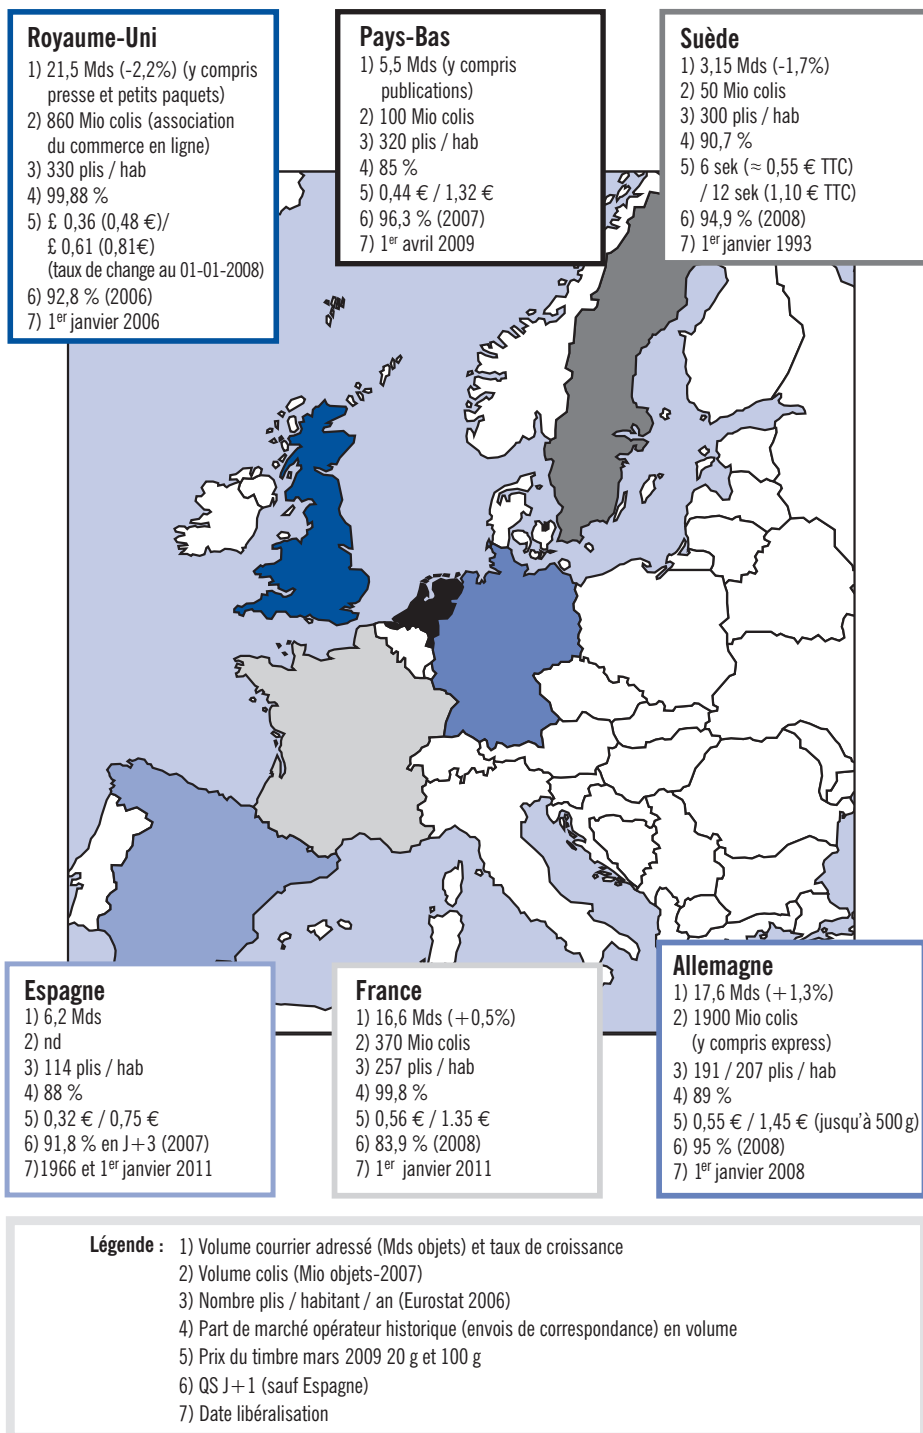 Royaume-Uni
1) 21,5 Mds (-2,2%) (y compris
presse et petits paquets)
2) 860 Mio colis (association
du commerce en ligne)
3) 330 plis / hab
4) 99,88 %
5) £ 0,36 (0,48 €)/
£ 0,61 (0,81€)
(taux de change au 01-01-2008)
6) 92,8 % (2006)
7) 1er janvier 2006
Pays-Bas
1) 5,5 Mds (y compris
publications)
2) 100 Mio colis
3) 320 plis / hab
4) 85 %
5) 0,44 € / 1,32 €
6) 96,3 % (2007)
7) 1er avril 2009
Suède
1) 3,15 Mds (-1,7%)
2) 50 Mio colis
3) 300 plis / hab
4) 90,7 %
5) 6 sek (≈ 0,55 € TTC)
/ 12 sek (1,10 € TTC)
6) 94,9 % (2008)
7) 1er janvier 1993
Espagne
1) 6,2 Mds
2) nd
3) 114 plis / hab
4) 88 %
5) 0,32 € / 0,75 €
6) 91,8 % en J+3 (2007)
7)1966 et 1er janvier 2011
France
1) 16,6 Mds (+0,5%)
2) 370 Mio colis
3) 257 plis / hab
4) 99,8 %
5) 0,56 € / 1.35 €
6) 83,9 % (2008)
7) 1er janvier 2011
Allemagne
1) 17,6 Mds (+1,3%)
2) 1900 Mio colis
(y compris express)
3) 191 / 207 plis / hab
4) 89 %
5) 0,55 € / 1,45 € (jusqu'à 500 g)
6) 95 % (2008)
7) 1er janvier 2008
Légende : 1) Volume courrier adressé (Mds objets) et taux de croissance
2) Volume colis (Mio objets-2007)
3) Nombre plis / habitant / an (Eurostat 2006)
4) Part de marché opérateur historique (envois de correspondance) en volume
5) Prix du timbre mars 2009 20 g et 100 g
6) QS J+1 (sauf Espagne)
7) Date libéralisation